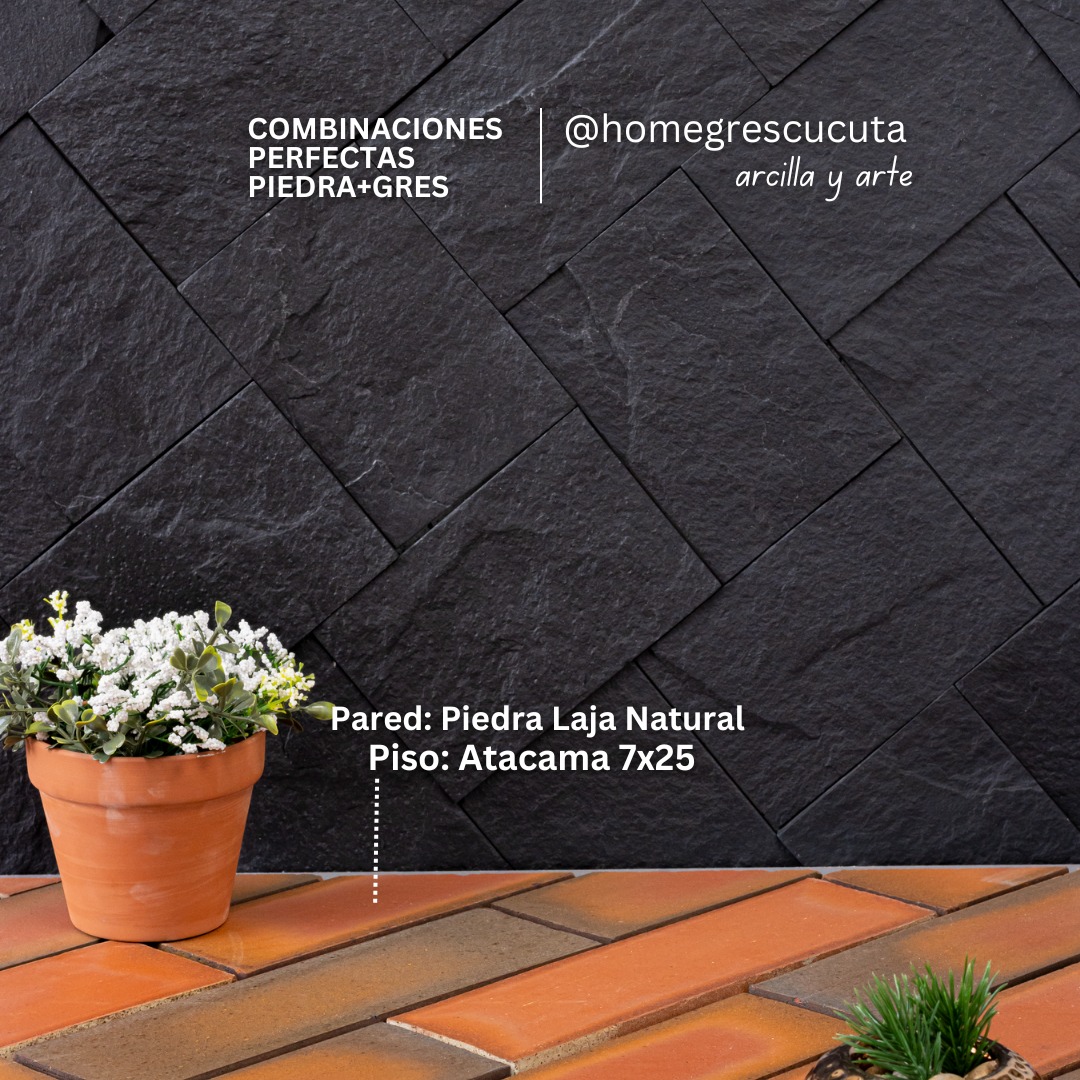 COMBINACIONES
PERFECTAS
PIEDRA+GRES
@homegrescucuta
arcilla y arte
Pared: Piedra Laja Natural
Piso: Atacama 7x25